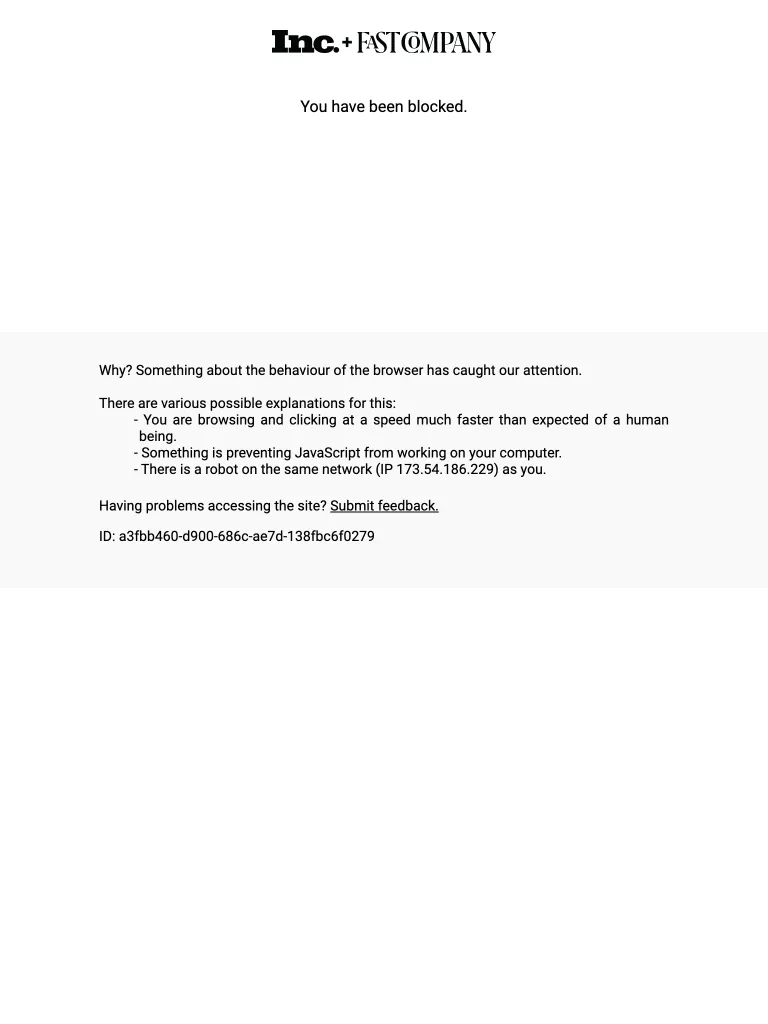 Inc. + FAST COMPANY
You have been blocked.
Why? Something about the behaviour of the browser has caught our attention.
There are various possible explanations for this:
- You are browsing and clicking at a speed much faster than expected of a human
being.
- Something is preventing JavaScript from working on your computer.
- There is a robot on the same network (IP 173.54.186.229) as you.
Having problems accessing the site? Submit feedback.
ID: a3fbb460-d900-686c-ae7d-138fbc6f0279